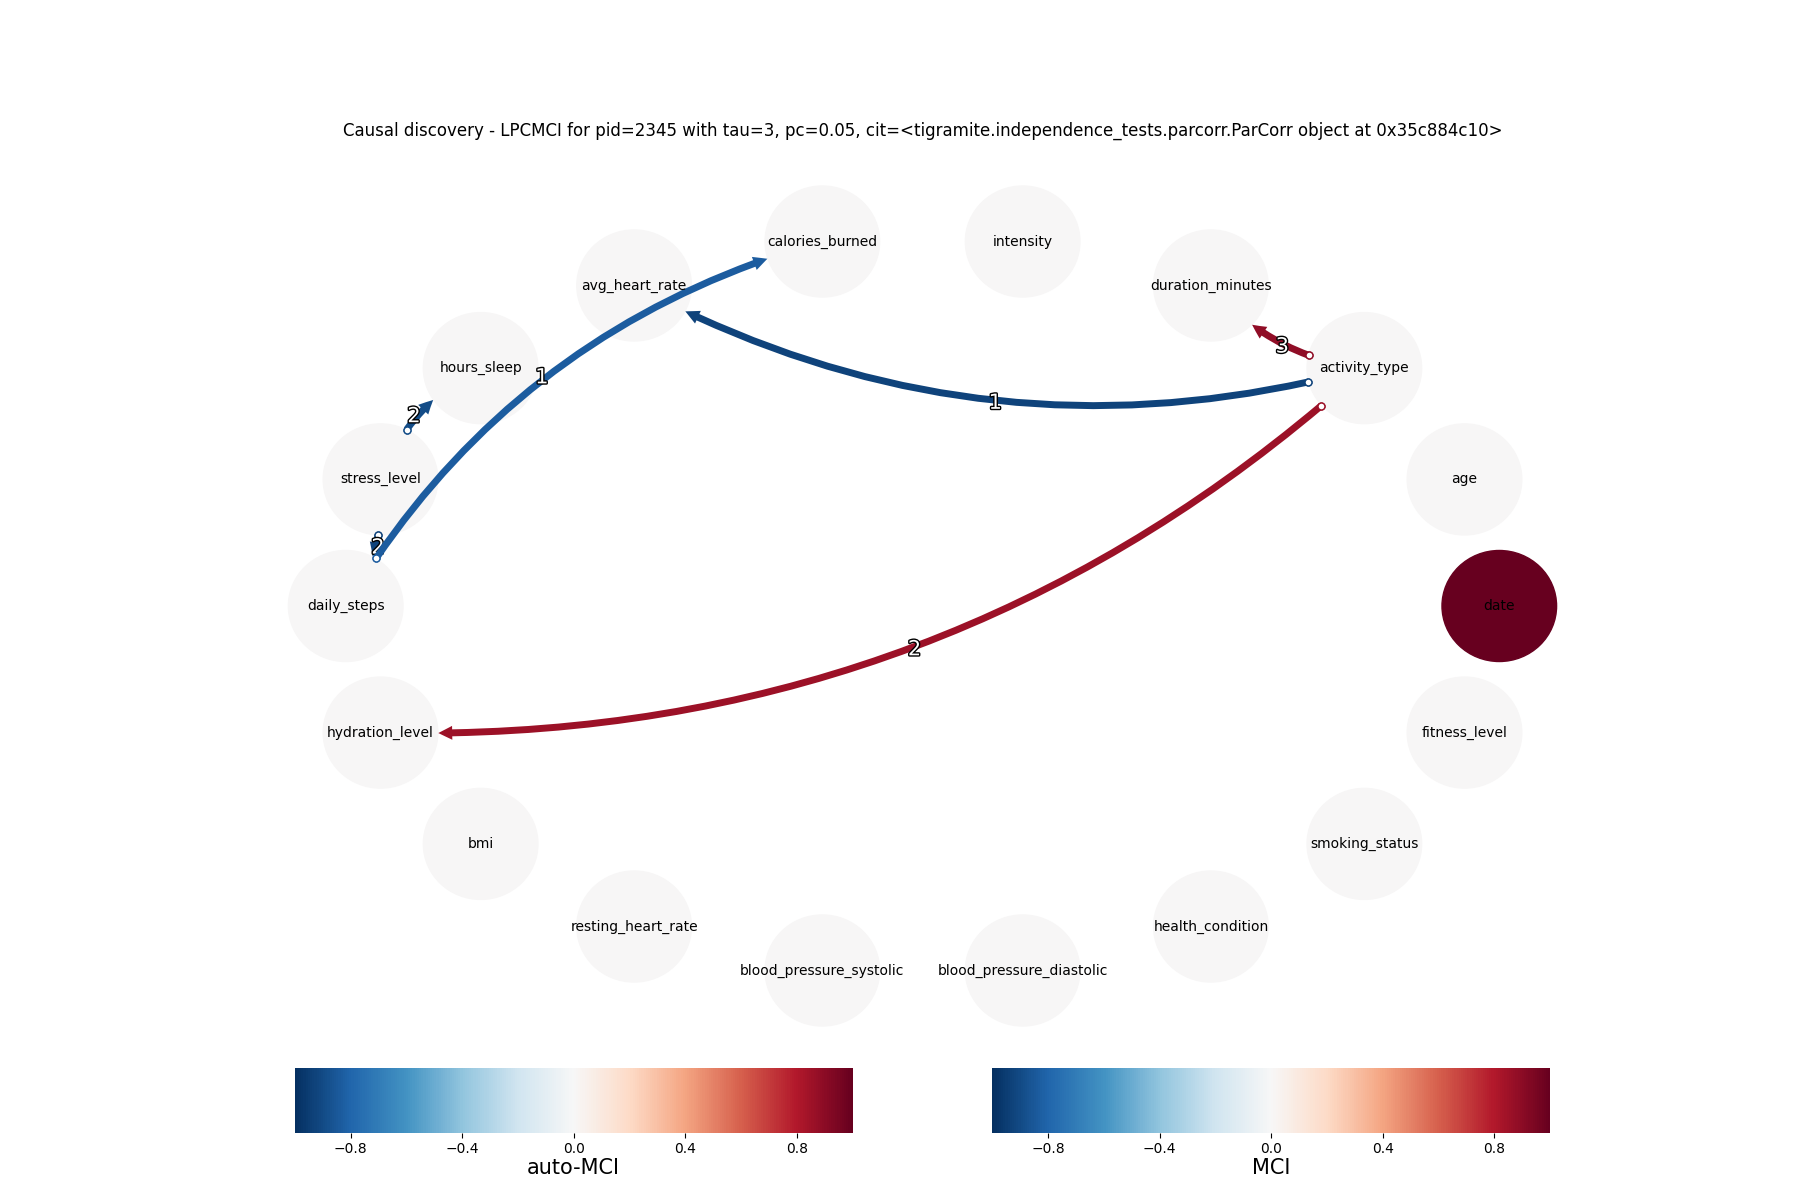 Causal discovery - LPCMCI for pid=2345 with tau=3, pc=0.05, cit=<tigramite.independence_tests.parcorr.ParCorr object at 0x35c884c10>
calories_burned
intensity
avg_heart_rate
duration_minutes
3
hours_sleep
activity_type
1
1
2
stress_level
age
2
daily_steps
date
2
hydration_level
fitness_level
bmi
smoking_status
resting_heart_rate
health_condition
blood_pressure_systolic
blood_pressure_diastolic
−0.8 −0.4 0.0 0.4 0.8
auto-MCI
−0.8 −0.4 0.0 0.4 0.8
MCI